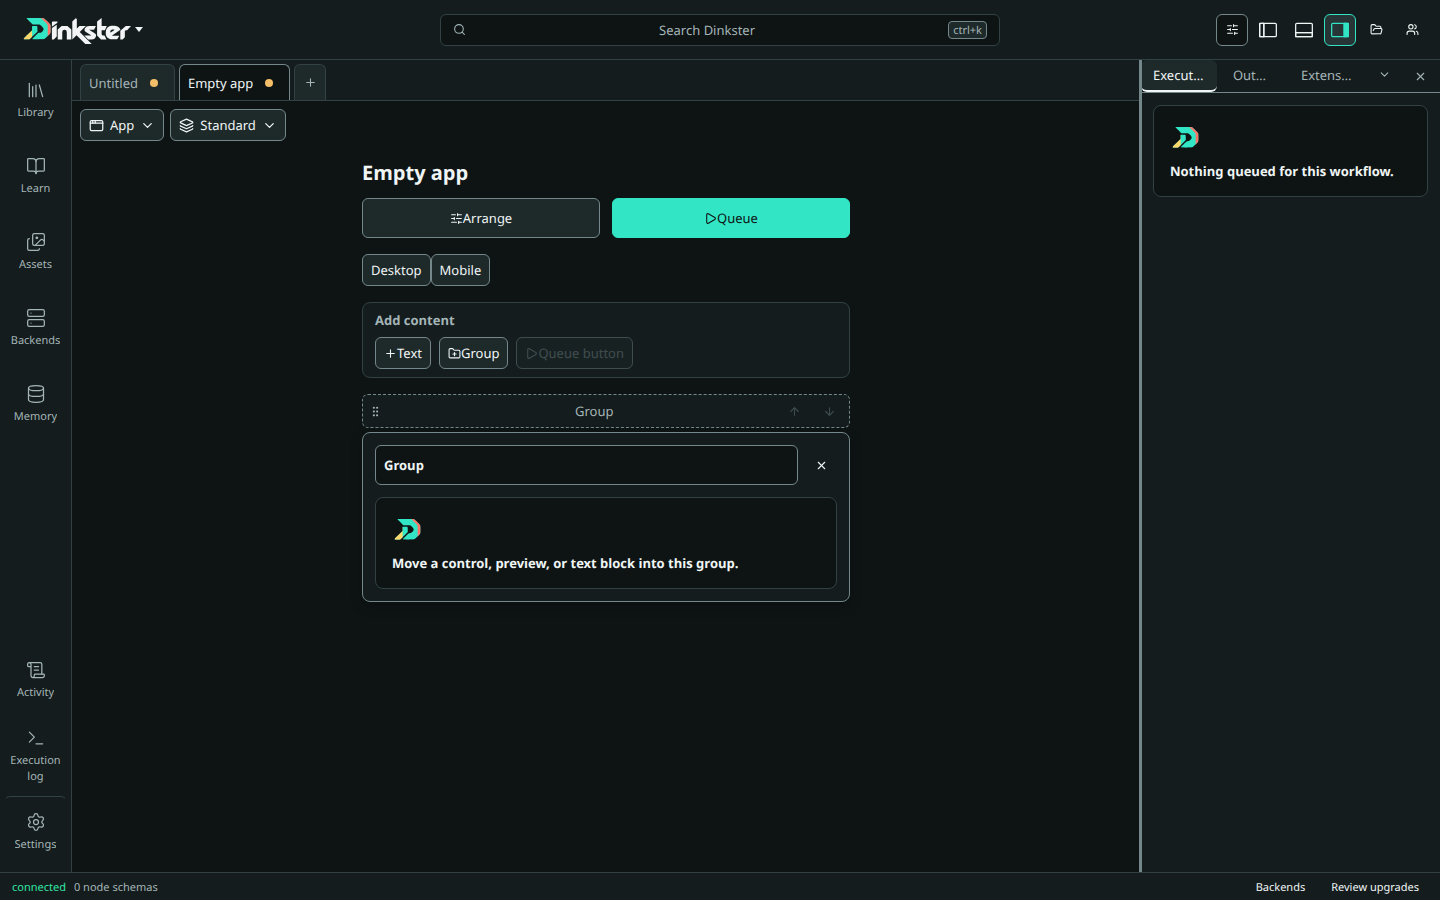 Dinkster
Search Dinkster
ctrl+k
Library
Learn
Assets
Backends
Memory
Activity
Execution
log
Settings
Untitled
Empty app
App
Standard
Empty app
Arrange
Queue
Desktop
Mobile
Add content
Text
Group
Queue button
Group
Group
Move a control, preview, or text block into this group.
Execut...
Out...
Extens...
Nothing queued for this workflow.
connected
0 node schemas
Backends
Review upgrades